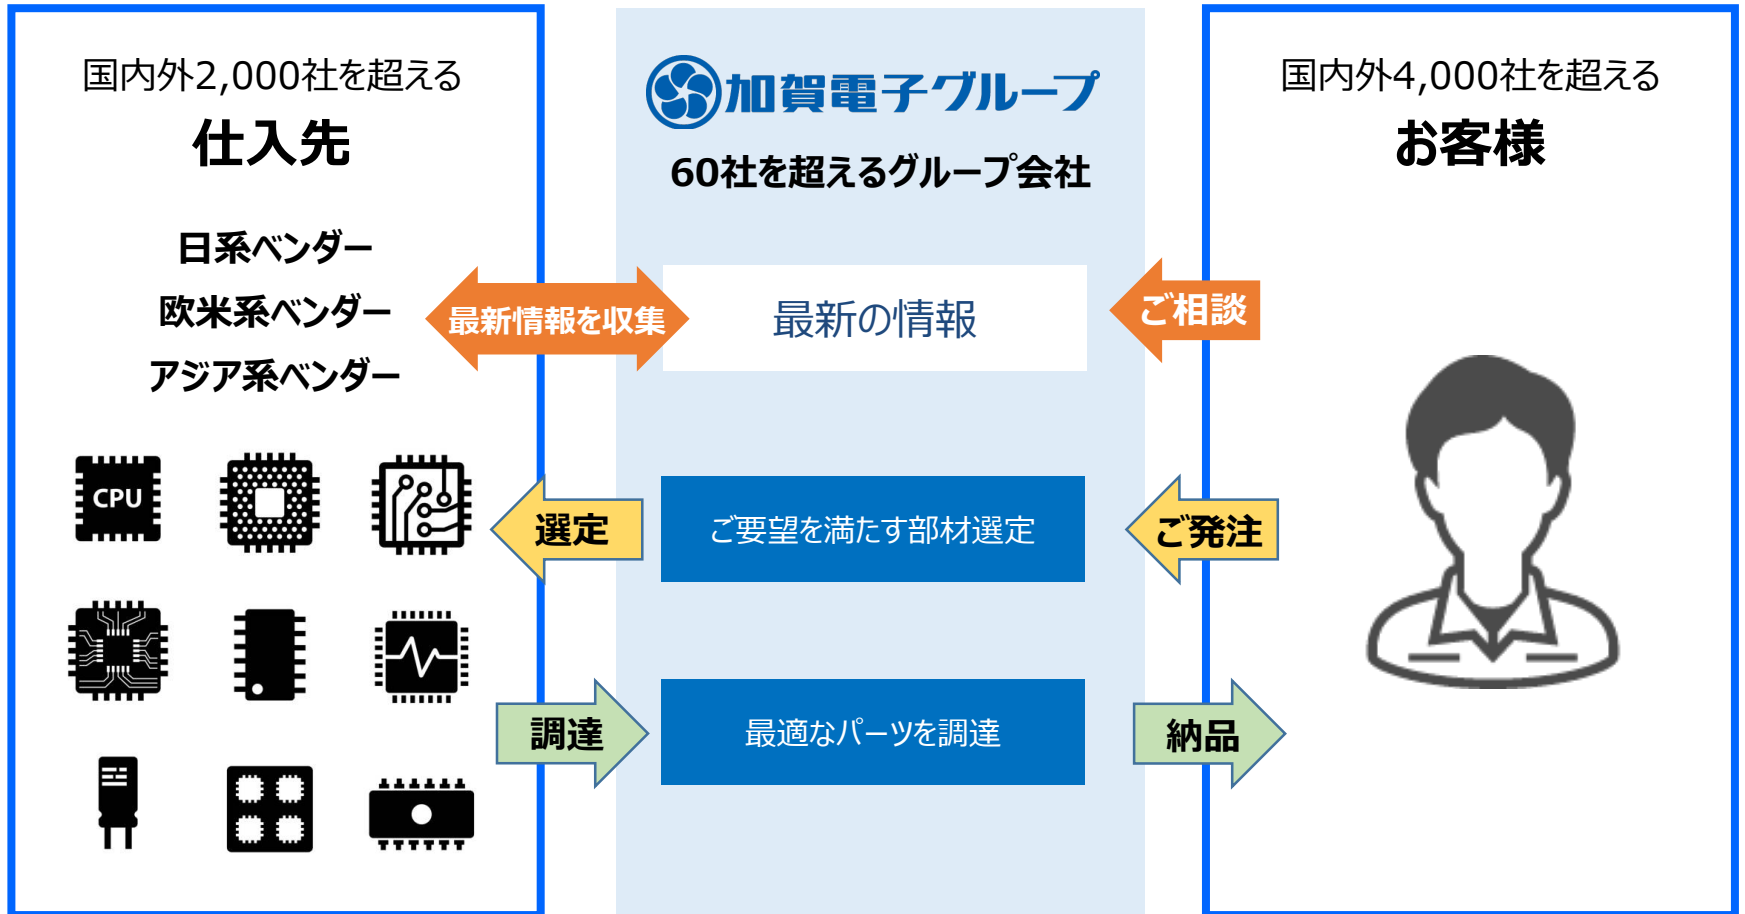 国内外2,000社を超える
仕入先
日系ベンダー
欧米系ベンダー
アジア系ベンダー
CPU
最新情報を収集
選定
調達
加賀電子グループ
60社を超えるグループ会社
最新の情報
ご要望を満たす部材選定
最適なパーツを調達
ご相談
ご発注
納品
国内外4,000社を超える
お客様